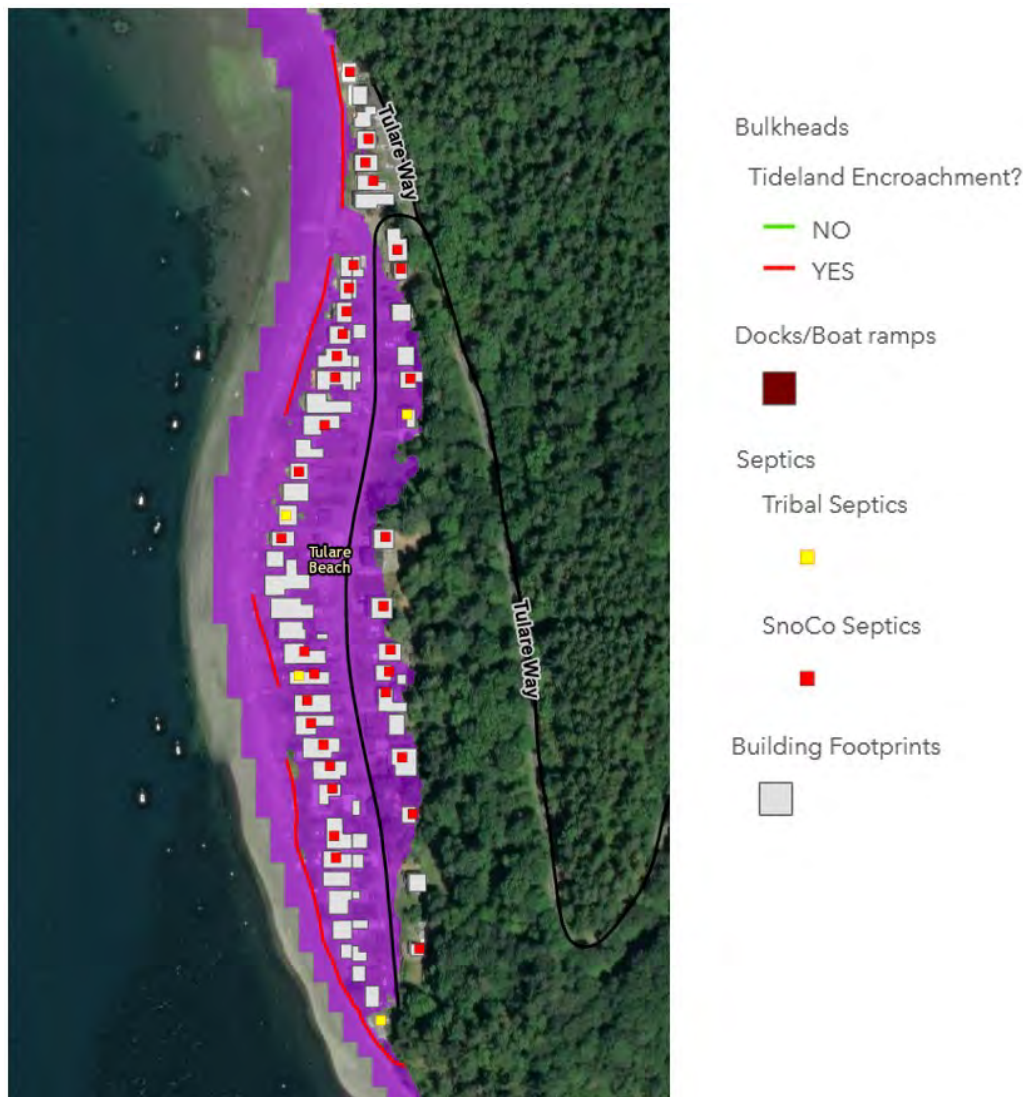 Tulare Way
Tulare
Beach
Tulare Way
Bulkheads
Tideland Encroachment?
NO
YES
Docks/Boat ramps
Septics
Tribal Septics
SnoCo Septics
Building Footprints